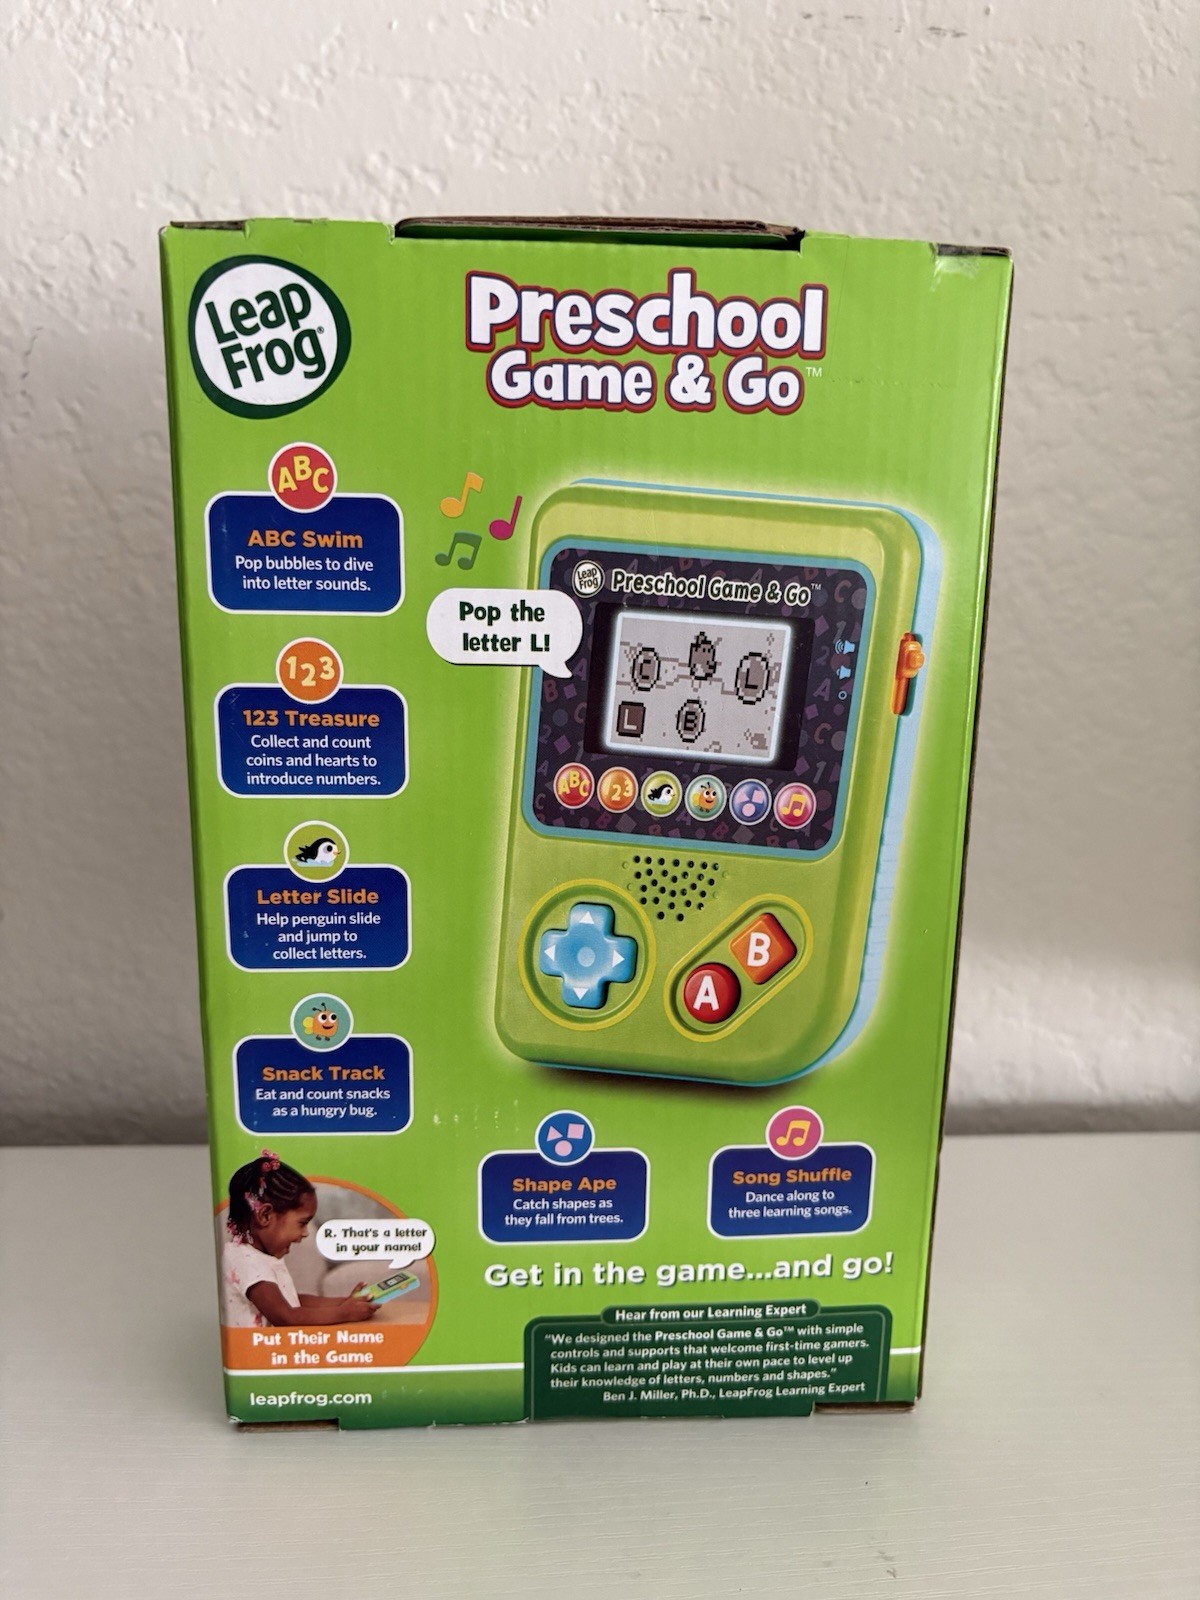 Leap
Frog®
Preschool
Game & Go™
ABC
ABC Swim
Pop bubbles to dive
into letter sounds.
123
123 Treasure
Collect and count
coins and hearts to
introduce numbers.
Letter Slide
Help penguin slide
and jump to
collect letters.
Snack Track
Eat and count snacks
as a hungry bug.
Pop the
letter L!
Leap
Frog
Preschool Game & Go™
C
L
L
B
ABC
123
B
A
Shape Ape
Catch shapes as
they fall from trees.
Song Shuffle
Dance along to
three learning songs.
R. That's a letter
in your name!
Put Their Name
in the Game
Get in the game...and go!
Hear from our Learning Expert
"We designed the Preschool Game & Go™ with simple
controls and supports that welcome first-time gamers.
Kids can learn and play at their own pace to level up
their knowledge of letters, numbers and shapes."
Ben J. Miller, Ph.D., LeapFrog Learning Expert
leapfrog.com